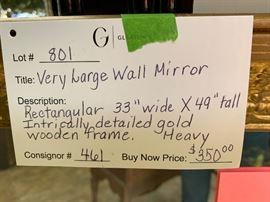 Lot # 801
G
Title: Very Large Wall Mirror
Description:
Rectangular 33" wide X 49" tall
Intrically detailed gold
wooden frame. Heavy
Consignor # 461 Buy Now Price: $350.00